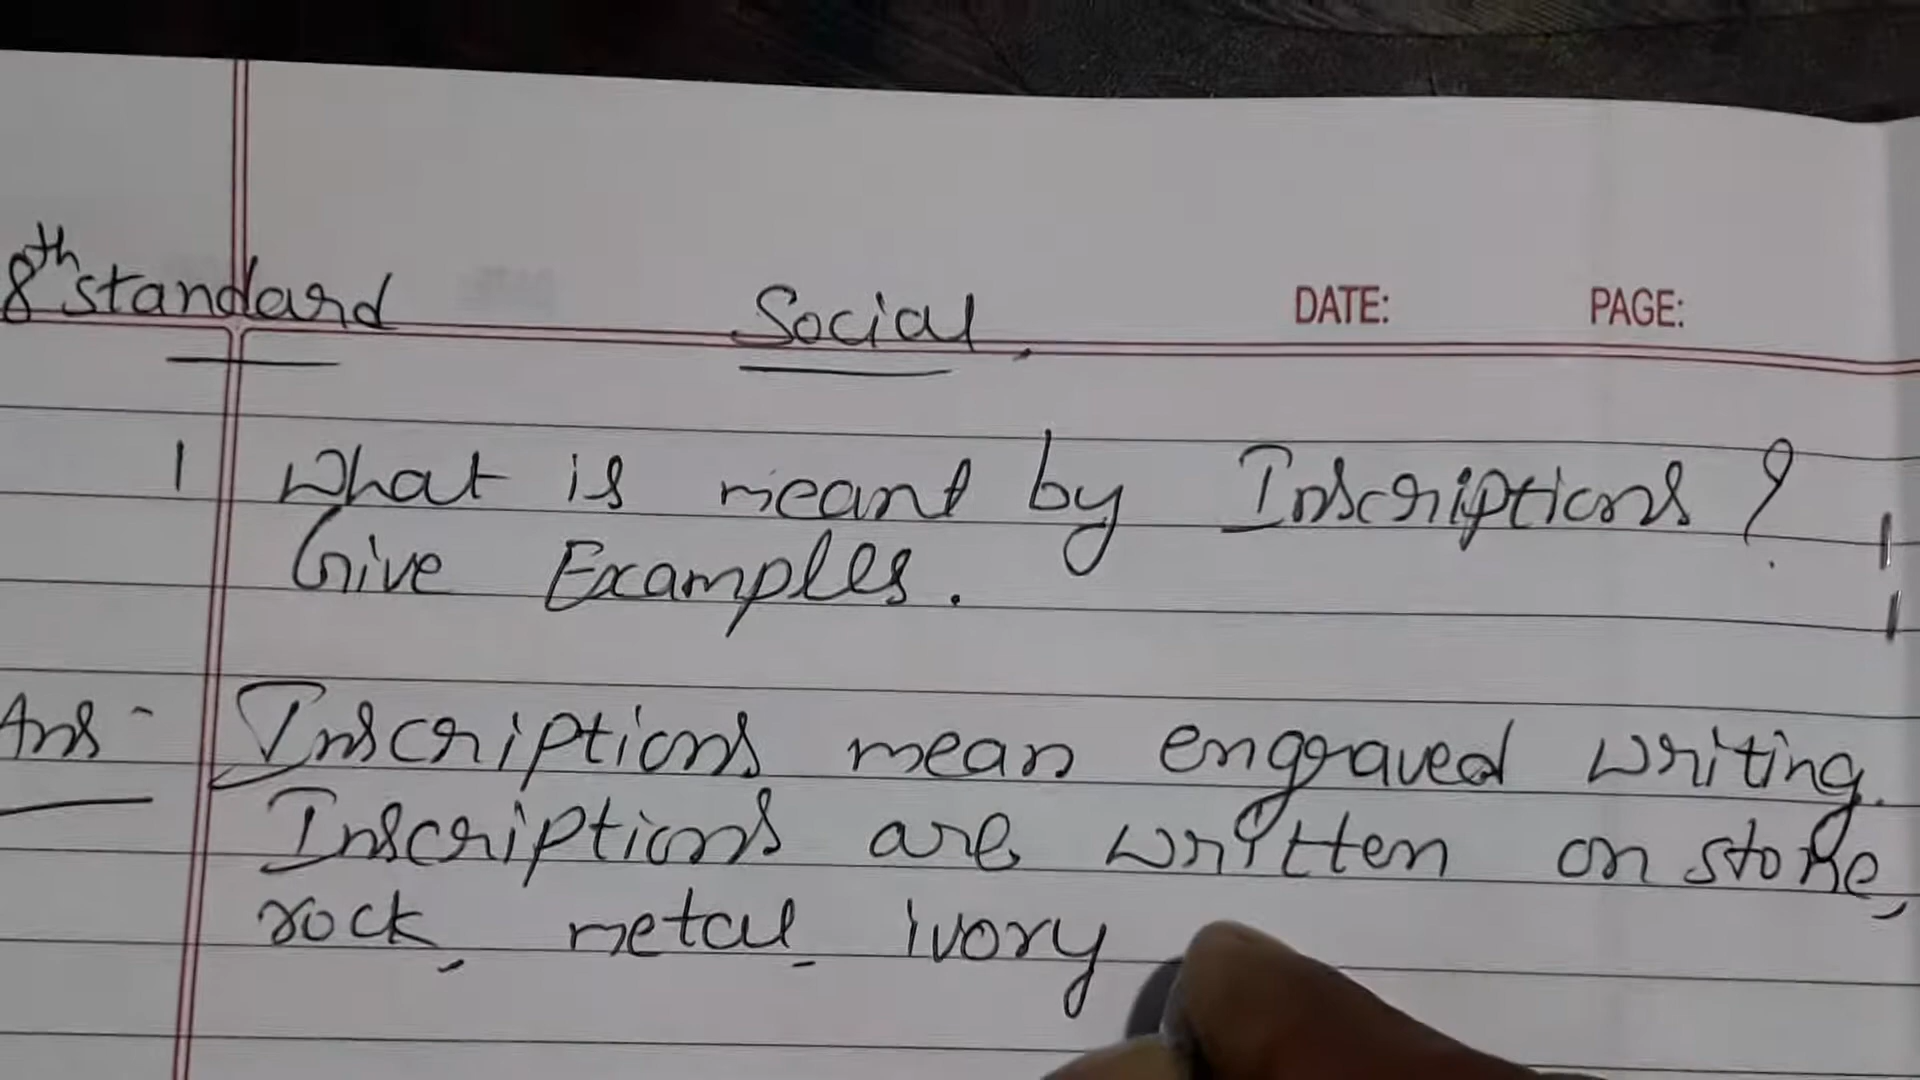 8th standard Social. DATE: PAGE:
1 What is meant by Inscriptions?
Give Examples.
Ans - Inscriptions mean engraved writing.
Inscriptions are written on stone,
rock, metal, ivory